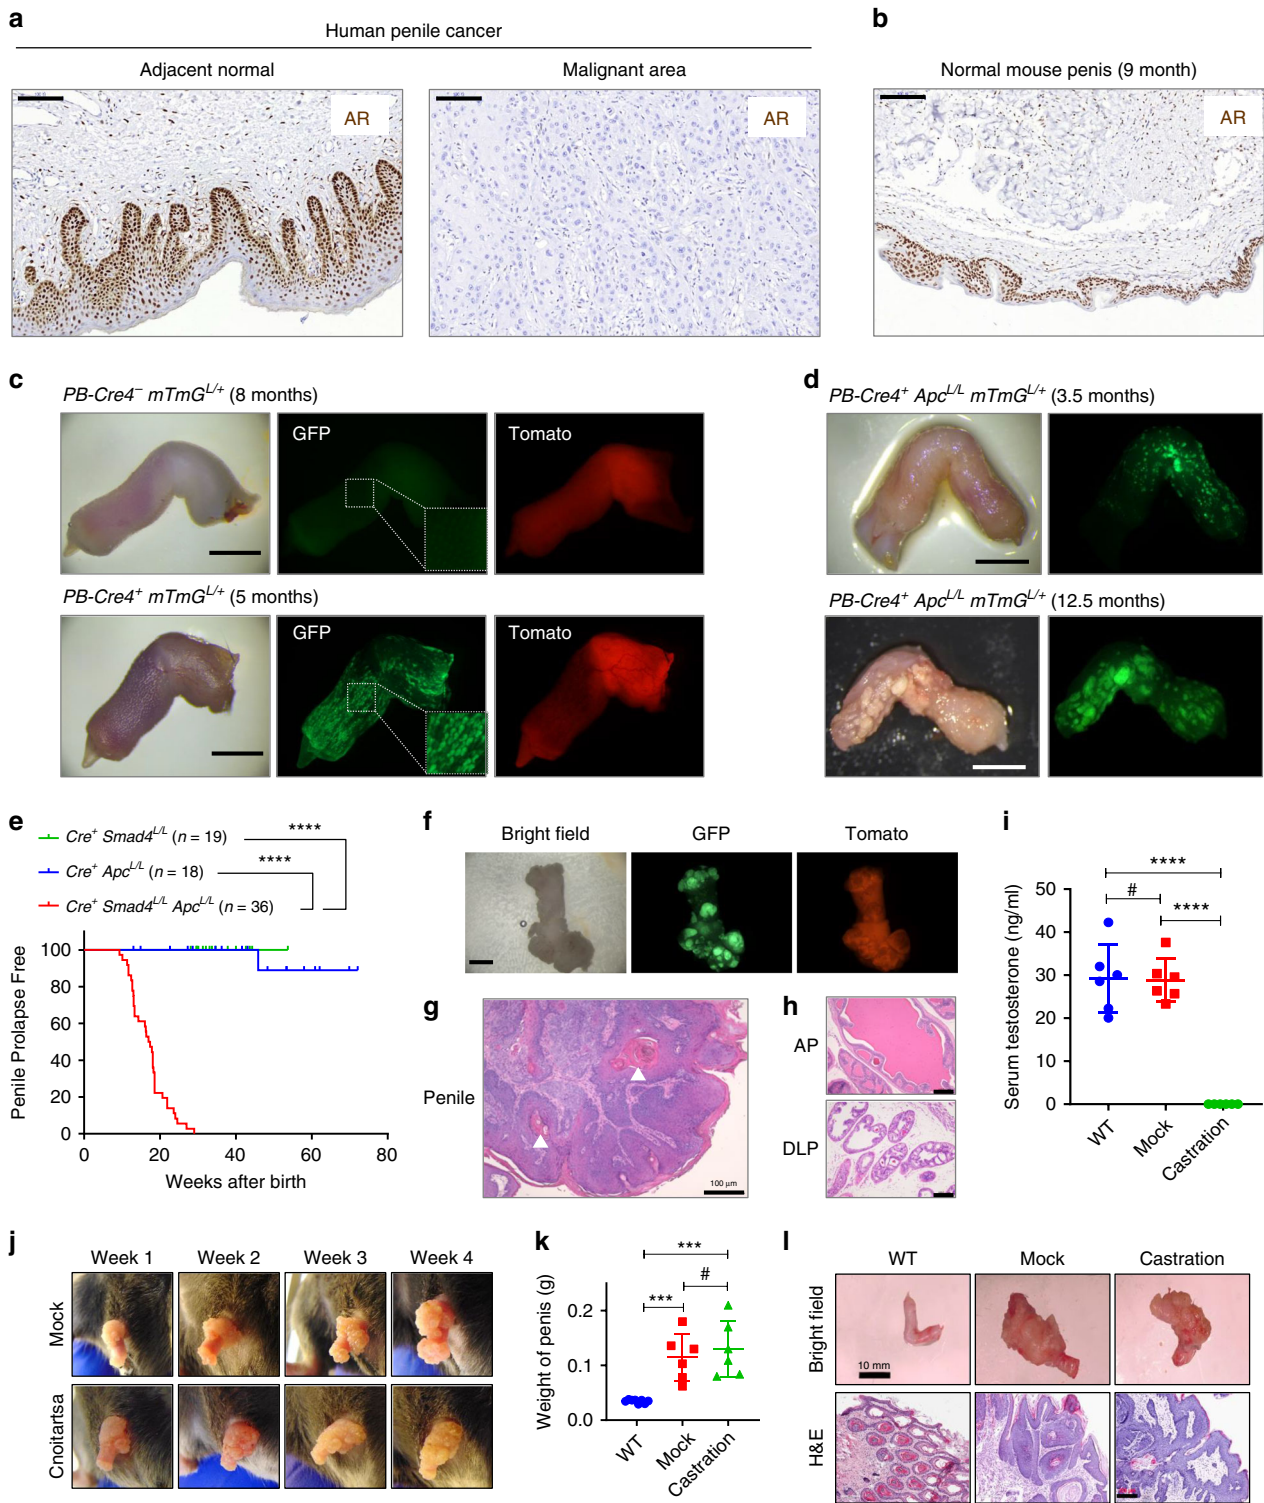 a
Human penile cancer
Adjacent normal
Malignant area
AR
AR
b
Normal mouse penis (9 month)
AR
c
PB-Cre4⁻ mTmG^L/+ (8 months)
GFP
Tomato
PB-Cre4⁺ mTmG^L/+ (5 months)
GFP
Tomato
d
PB-Cre4⁺ Apc^L/L mTmG^L/+ (3.5 months)
PB-Cre4⁺ Apc^L/L mTmG^L/+ (12.5 months)
e
Cre⁺ Smad4^L/L (n = 19)
Cre⁺ Apc^L/L (n = 18)
Cre⁺ Smad4^L/L Apc^L/L (n = 36)
****
****
Penile Prolapse Free
100
80
60
40
20
0
0 20 40 60 80
Weeks after birth
f
Bright field
GFP
Tomato
g
Penile
100 μm
h
AP
DLP
i
****
#
****
Serum testosterone (ng/ml)
50
40
30
20
10
0
WT
Mock
Castration
j
Week 1
Week 2
Week 3
Week 4
Mock
Cnoitartsa
k
***
#
***
Weight of penis (g)
0.2
0.1
0.0
WT
Mock
Castration
l
WT
Mock
Castration
Bright field
10 mm
H&E